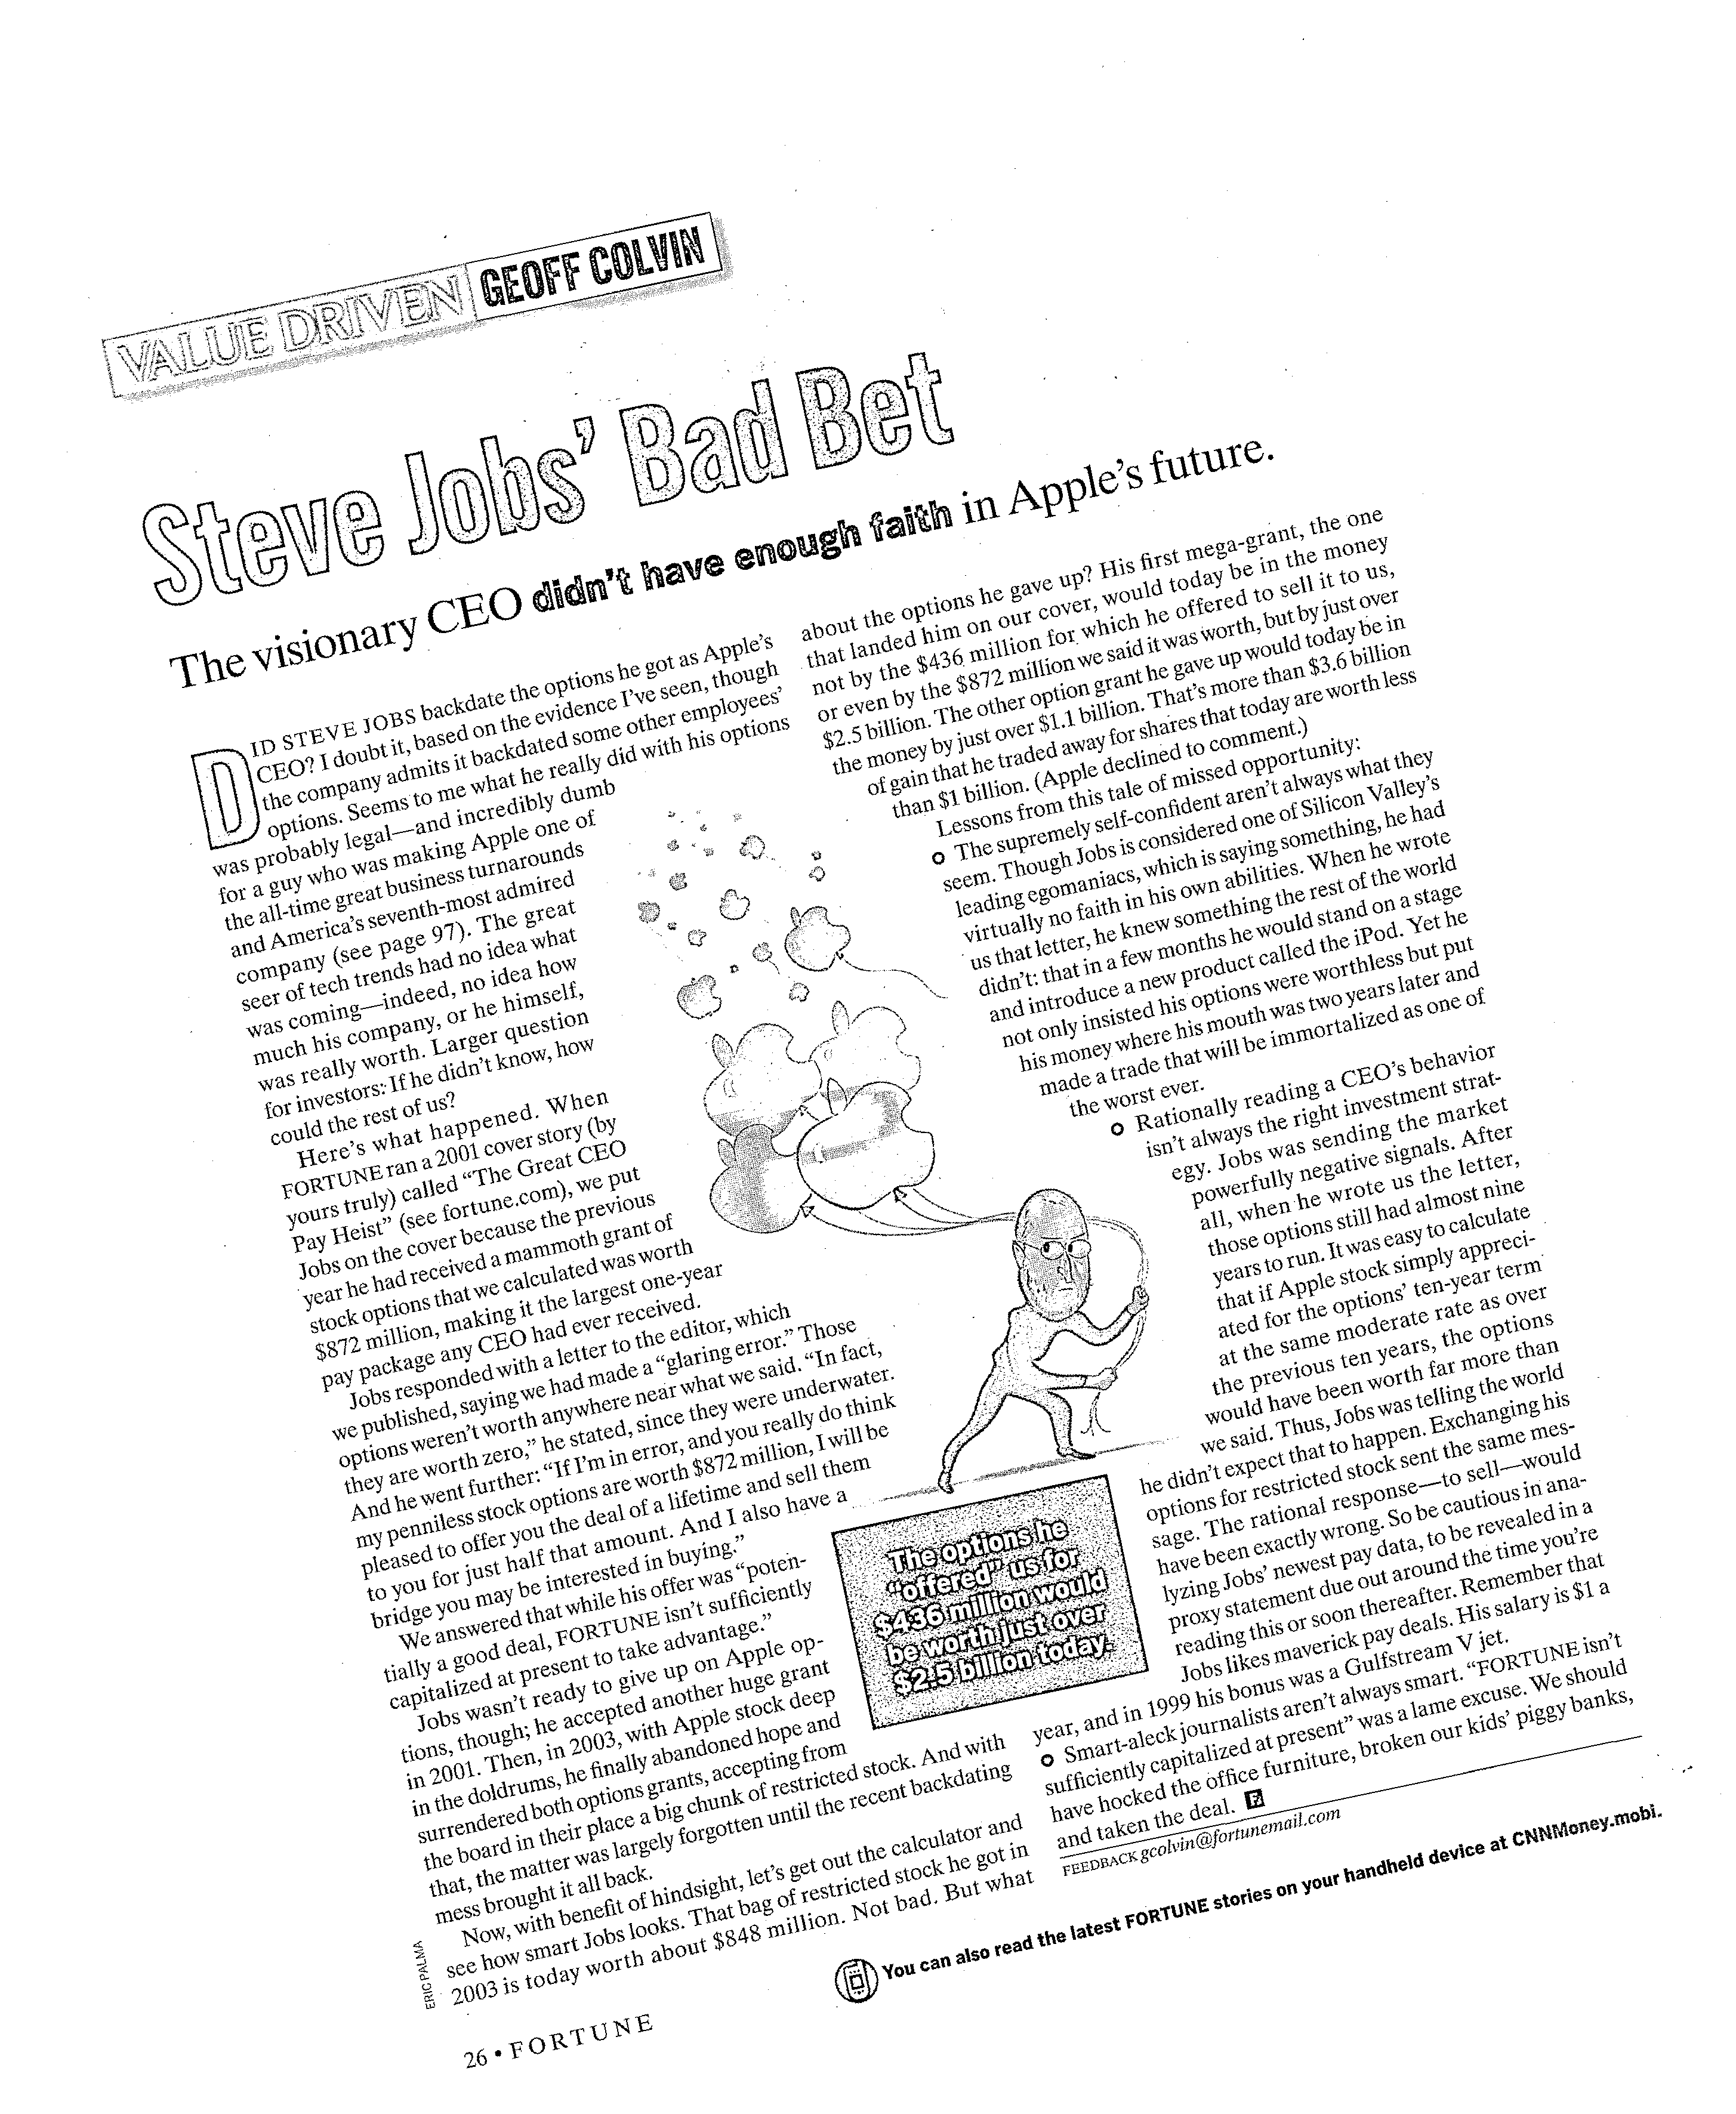 VALUE DRIVEN GEOFF COLVIN
Steve Jobs' Bad Bet
The visionary CEO didn't have enough faith in Apple's future.
DID STEVE JOBS backdate the options he got as Apple's
CEO? I doubt it, based on the evidence I've seen, though
the company admits it backdated some other employees'
options. Seems to me what he really did with his options
was probably legal—and incredibly dumb
for a guy who was making Apple one of
the all-time great business turnarounds
and America's seventh-most admired
company (see page 97). The great
seer of tech trends had no idea what
was coming—indeed, no idea how
much his company, or he himself,
was really worth. Larger question
for investors: If he didn't know, how
could the rest of us?
Here's what happened. When
FORTUNE ran a 2001 cover story (by
yours truly) called "The Great CEO
Pay Heist" (see fortune.com), we put
Jobs on the cover because the previous
year he had received a mammoth grant of
stock options that we calculated was worth
$872 million, making it the largest one-year
pay package any CEO had ever received.
Jobs responded with a letter to the editor, which
we published, saying we had made a "glaring error." Those
options weren't worth anywhere near what we said. "In fact,
they are worth zero," he stated, since they were underwater.
And he went further: "If I'm in error, and you really do think
my penniless stock options are worth $872 million, I will be
pleased to offer you the deal of a lifetime and sell them
to you for just half that amount. And I also have a
bridge you may be interested in buying."
We answered that while his offer was "poten-
tially a good deal, FORTUNE isn't sufficiently
capitalized at present to take advantage."
Jobs wasn't ready to give up on Apple op-
tions, though; he accepted another huge grant
in 2001. Then, in 2003, with Apple stock deep
in the doldrums, he finally abandoned hope and
surrendered both options grants, accepting from
the board in their place a big chunk of restricted stock. And with
that, the matter was largely forgotten until the recent backdating
mess brought it all back.
Now, with benefit of hindsight, let's get out the calculator and
see how smart Jobs looks. That bag of restricted stock he got in
2003 is today worth about $848 million. Not bad. But what
about the options he gave up? His first mega-grant, the one
that landed him on our cover, would today be in the money
not by the $436 million for which he offered to sell it to us,
or even by the $872 million we said it was worth, but by just over
$2.5 billion. The other option grant he gave up would today be in
the money by just over $1.1 billion. That's more than $3.6 billion
of gain that he traded away for shares that today are worth less
than $1 billion. (Apple declined to comment.)
Lessons from this tale of missed opportunity:
The supremely self-confident aren't always what they
seem. Though Jobs is considered one of Silicon Valley's
leading egomaniacs, which is saying something, he had
virtually no faith in his own abilities. When he wrote
us that letter, he knew something the rest of the world
didn't: that in a few months he would stand on a stage
and introduce a new product called the iPod. Yet he
not only insisted his options were worthless but put
his money where his mouth was two years later and
made a trade that will be immortalized as one of
the worst ever.
Rationally reading a CEO's behavior
isn't always the right investment strat-
egy. Jobs was sending the market
powerfully negative signals. After
all, when he wrote us the letter,
those options still had almost nine
years to run. It was easy to calculate
that if Apple stock simply appreci-
ated for the options' ten-year term
at the same moderate rate as over
the previous ten years, the options
would have been worth far more than
we said. Thus, Jobs was telling the world
he didn't expect that to happen. Exchanging his
options for restricted stock sent the same mes-
sage. The rational response—to sell—would
have been exactly wrong. So be cautious in ana-
lyzing Jobs' newest pay data, to be revealed in a
proxy statement due out around the time you're
reading this or soon thereafter. Remember that
Jobs likes maverick pay deals. His salary is $1 a
year, and in 1999 his bonus was a Gulfstream V jet.
Smart-aleck journalists aren't always smart. "FORTUNE isn't
sufficiently capitalized at present" was a lame excuse. We should
have hocked the office furniture, broken our kids' piggy banks,
and taken the deal. F
FEEDBACK gcolvin@fortunemail.com
The options he
"offered" us for
$436 million would
be worth just over
$2.5 billion today.
ERIC PALMA
You can also read the latest FORTUNE stories on your handheld device at CNNMoney.mobi.
26 • FORTUNE